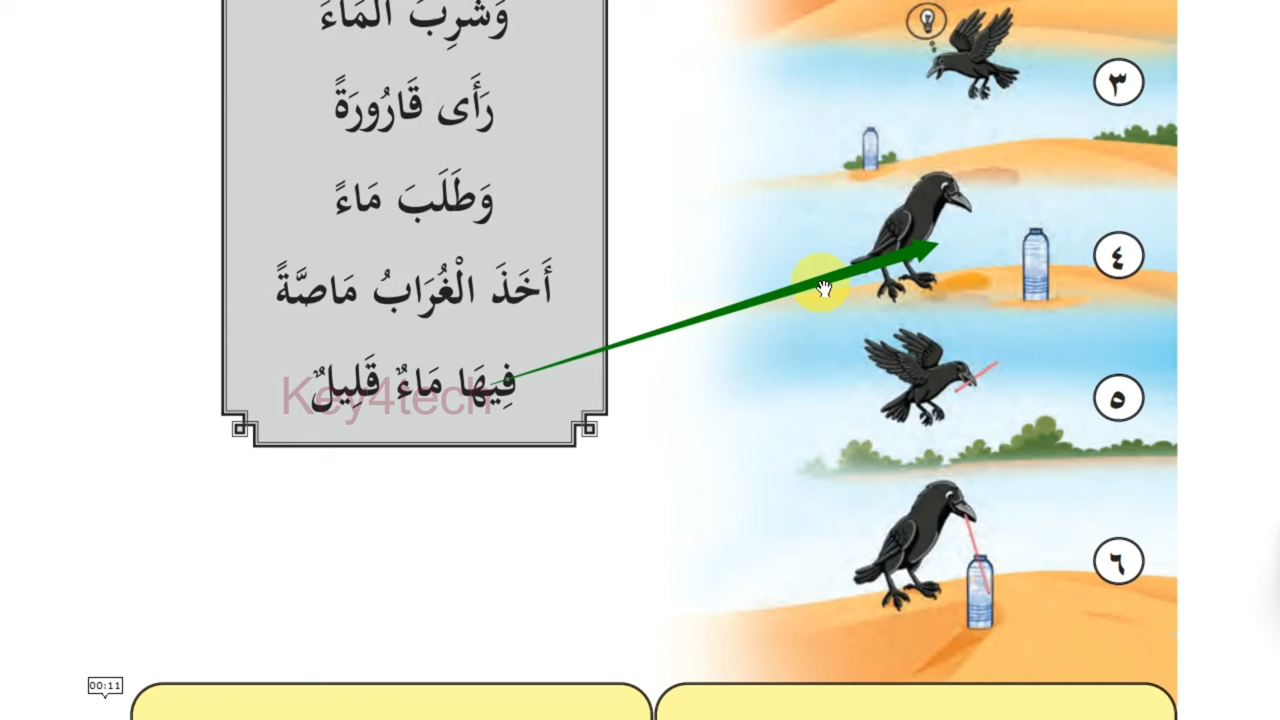 وَشَرِبَ الْمَاءَ
رَأَى قَارُورَةً
وَطَلَبَ مَاءً
أَخَذَ الْغُرَابُ مَاصَّةً
فِيهَا مَاءٌ قَلِيلٌ
Key4tech
٣
٤
٥
٦
00:11